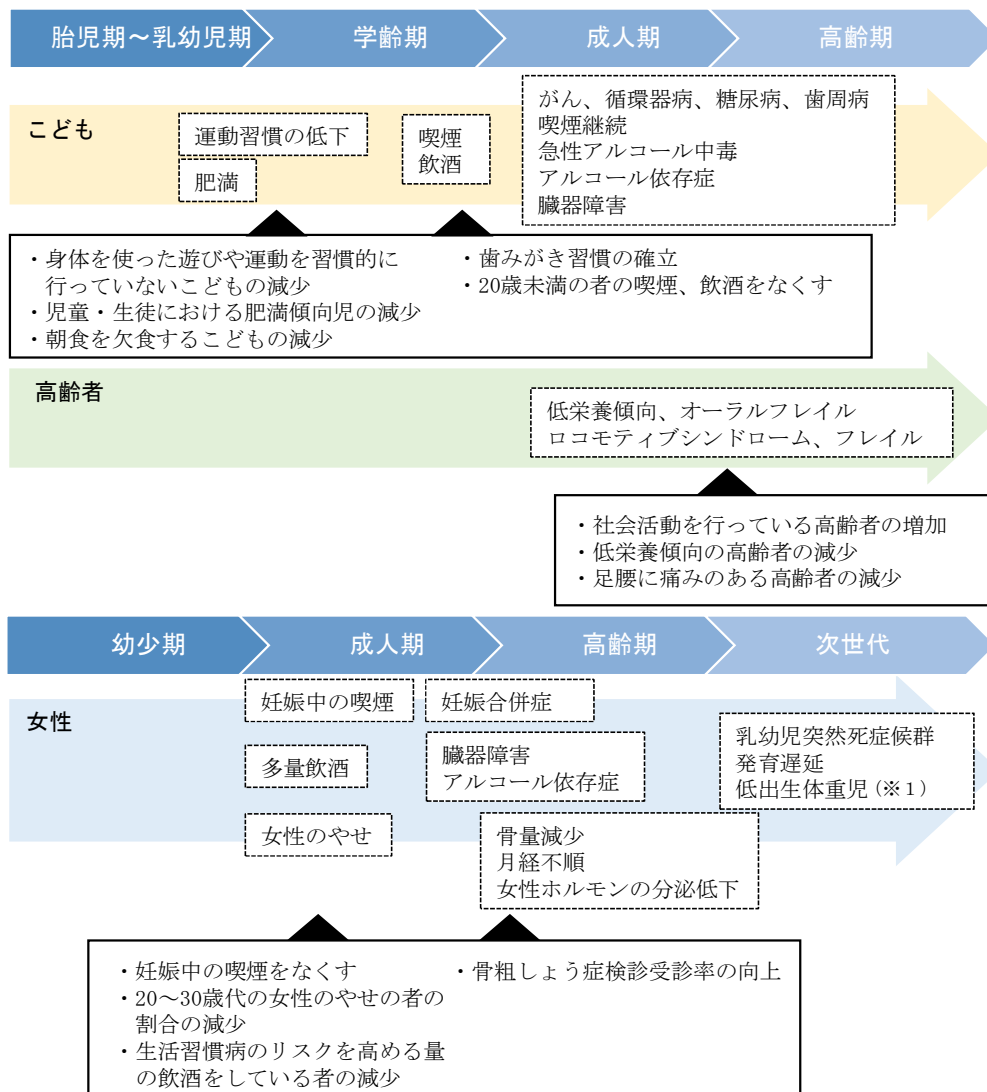 胎児期～乳幼児期
学齢期
成人期
高齢期
こども
運動習慣の低下
肥満
喫煙
飲酒
がん、循環器病、糖尿病、歯周病
喫煙継続
急性アルコール中毒
アルコール依存症
臓器障害
・身体を使った遊びや運動を習慣的に
行っていないこどもの減少
・児童・生徒における肥満傾向児の減少
・朝食を欠食するこどもの減少
・歯みがき習慣の確立
・20歳未満の者の喫煙、飲酒をなくす
高齢者
低栄養傾向、オーラルフレイル
ロコモティブシンドローム、フレイル
・社会活動を行っている高齢者の増加
・低栄養傾向の高齢者の減少
・足腰に痛みのある高齢者の減少
幼少期
成人期
高齢期
次世代
女性
妊娠中の喫煙
多量飲酒
女性のやせ
妊娠合併症
臓器障害
アルコール依存症
骨量減少
月経不順
女性ホルモンの分泌低下
乳幼児突然死症候群
発育遅延
低出生体重児(※１)
・妊娠中の喫煙をなくす
・20～30歳代の女性のやせの者の
割合の減少
・生活習慣病のリスクを高める量
の飲酒をしている者の減少
・骨粗しょう症検診受診率の向上